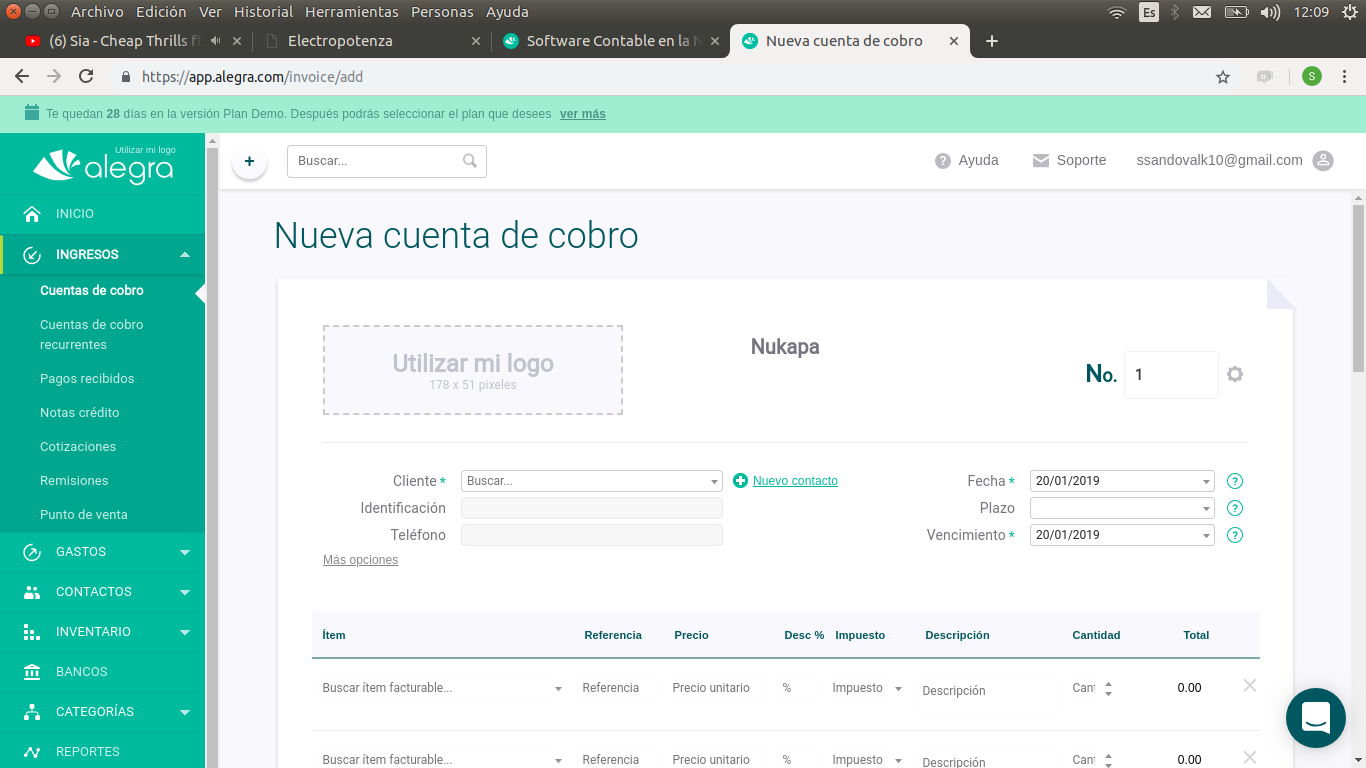 Archivo Edición Ver Historial Herramientas Personas Ayuda Es 12:09
(6) Sia - Cheap Thrills ft Electropotenza Software Contable en la N Nueva cuenta de cobro
https://app.alegra.com/invoice/add S
Te quedan 28 días en la versión Plan Demo. Después podrás seleccionar el plan que desees ver más
Utilizar mi logo
alegra
+ Buscar... Ayuda Soporte ssandovalk10@gmail.com
INICIO
INGRESOS
Cuentas de cobro
Cuentas de cobro
recurrentes
Pagos recibidos
Notas crédito
Cotizaciones
Remisiones
Punto de venta
GASTOS
CONTACTOS
INVENTARIO
BANCOS
CATEGORÍAS
REPORTES
Nueva cuenta de cobro
Utilizar mi logo
178 x 51 pixeles
Nukapa
No. 1
Cliente * Buscar... Nuevo contacto Fecha * 20/01/2019 ?
Identificación Plazo ?
Teléfono Vencimiento * 20/01/2019 ?
Más opciones
Ítem Referencia Precio Desc % Impuesto Descripción Cantidad Total
Buscar ítem facturable... Referencia Precio unitario % Impuesto Descripción Cant 0.00
Buscar ítem facturable... Referencia Precio unitario % Impuesto Descripción Cant 0.00